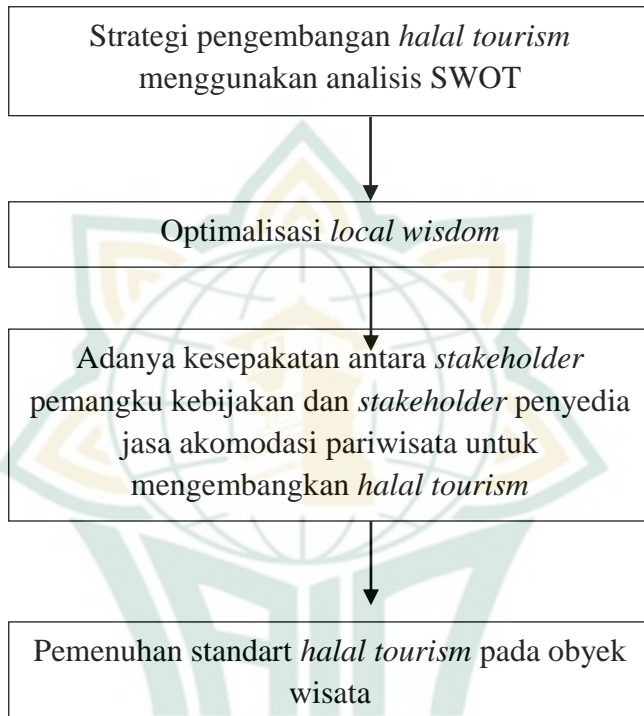 Strategi pengembangan halal tourism
menggunakan analisis SWOT
Optimalisasi local wisdom
Adanya kesepakatan antara stakeholder
pemangku kebijakan dan stakeholder penyedia
jasa akomodasi pariwisata untuk
mengembangkan halal tourism
Pemenuhan standart halal tourism pada obyek
wisata